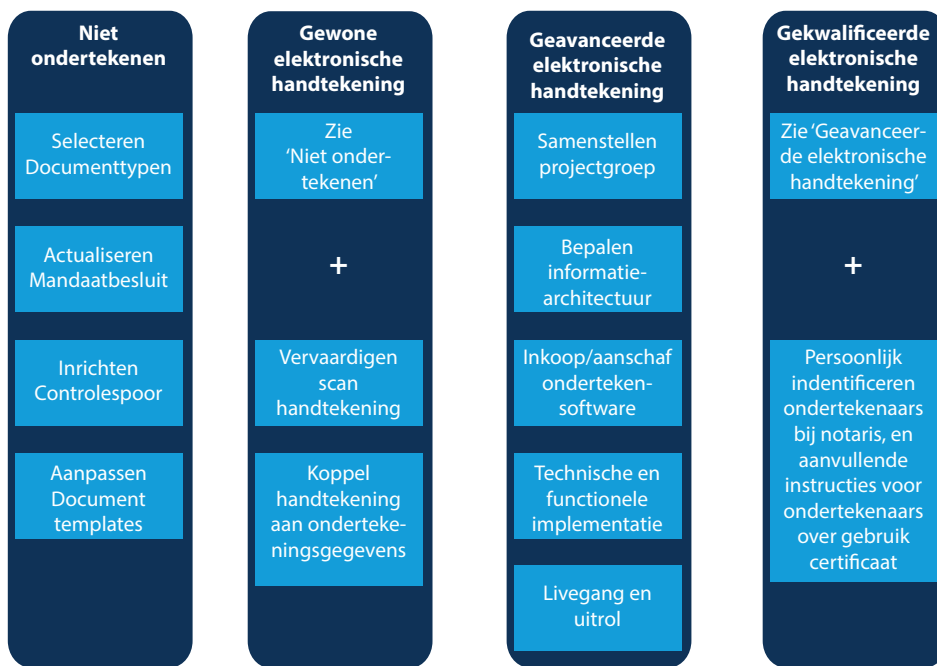 Niet
ondertekenen
Selecteren
Documenttypen
Actualiseren
Mandaatbesluit
Inrichten
Controlespoor
Aanpassen
Document
templates
Gewone
elektronische
handtekening
Zie
‘Niet onder-
tekenen’
+
Vervaardigen
scan
handtekening
Koppel
handtekening
aan onderteke-
ningsgegevens
Geavanceerde
elektronische
handtekening
Samenstellen
projectgroep
Bepalen
informatie-
architectuur
Inkoop/aanschaf
onderteken-
software
Technische en
functionele
implementatie
Livegang en
uitrol
Gekwalificeerde
elektronische
handtekening
Zie ‘Geavanceer-
de elektronische
handtekening’
+
Persoonlijk
indentificeren
ondertekenaars
bij notaris, en
aanvullende
instructies voor
ondertekenaars
over gebruik
certificaat